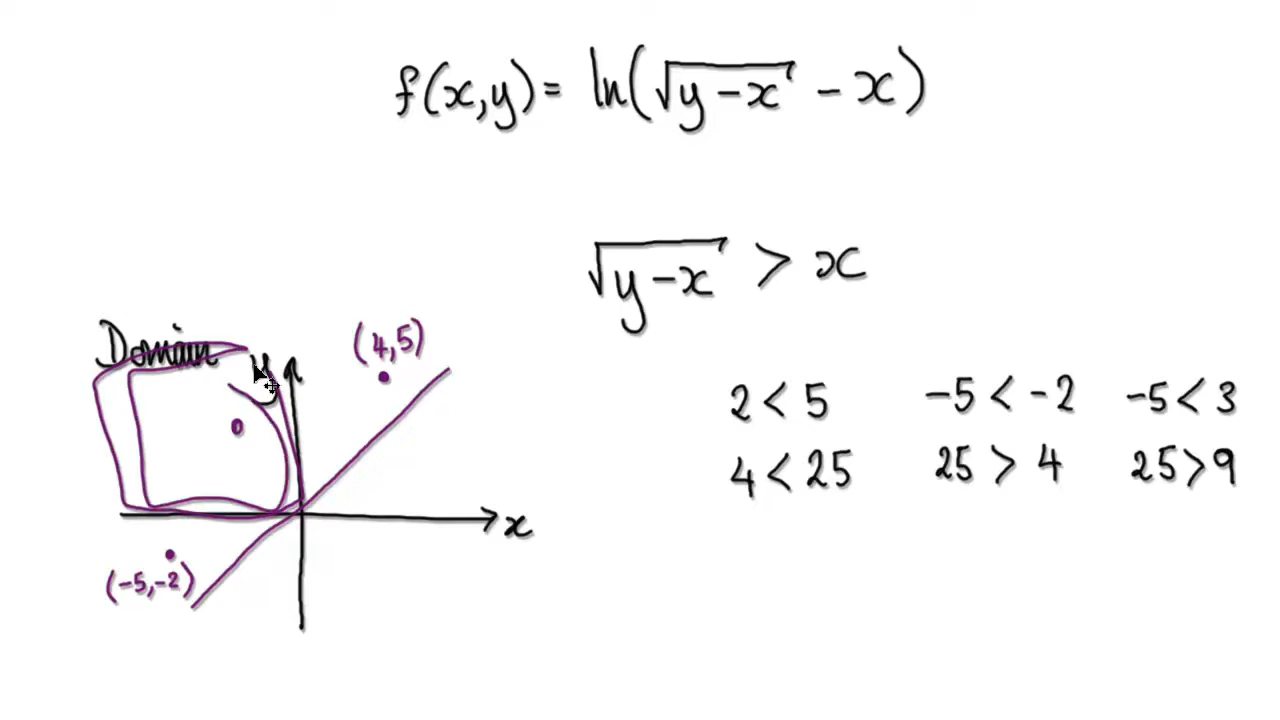 f(x,y) = ln(√(y-x) - x)
√(y-x) > x
Domain
y
(4,5)
2 < 5 -5 < -2 -5 < 3
4 < 25 25 > 4 25 > 9
x
(-5,-2)